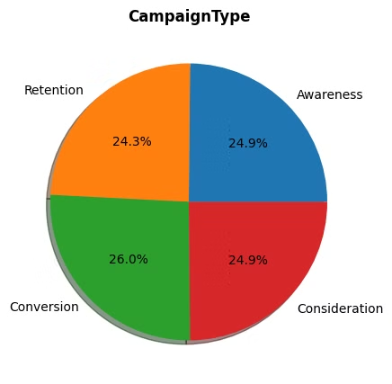 CampaignType
Retention
Awareness
24.3%
24.9%
26.0%
24.9%
Conversion
Consideration